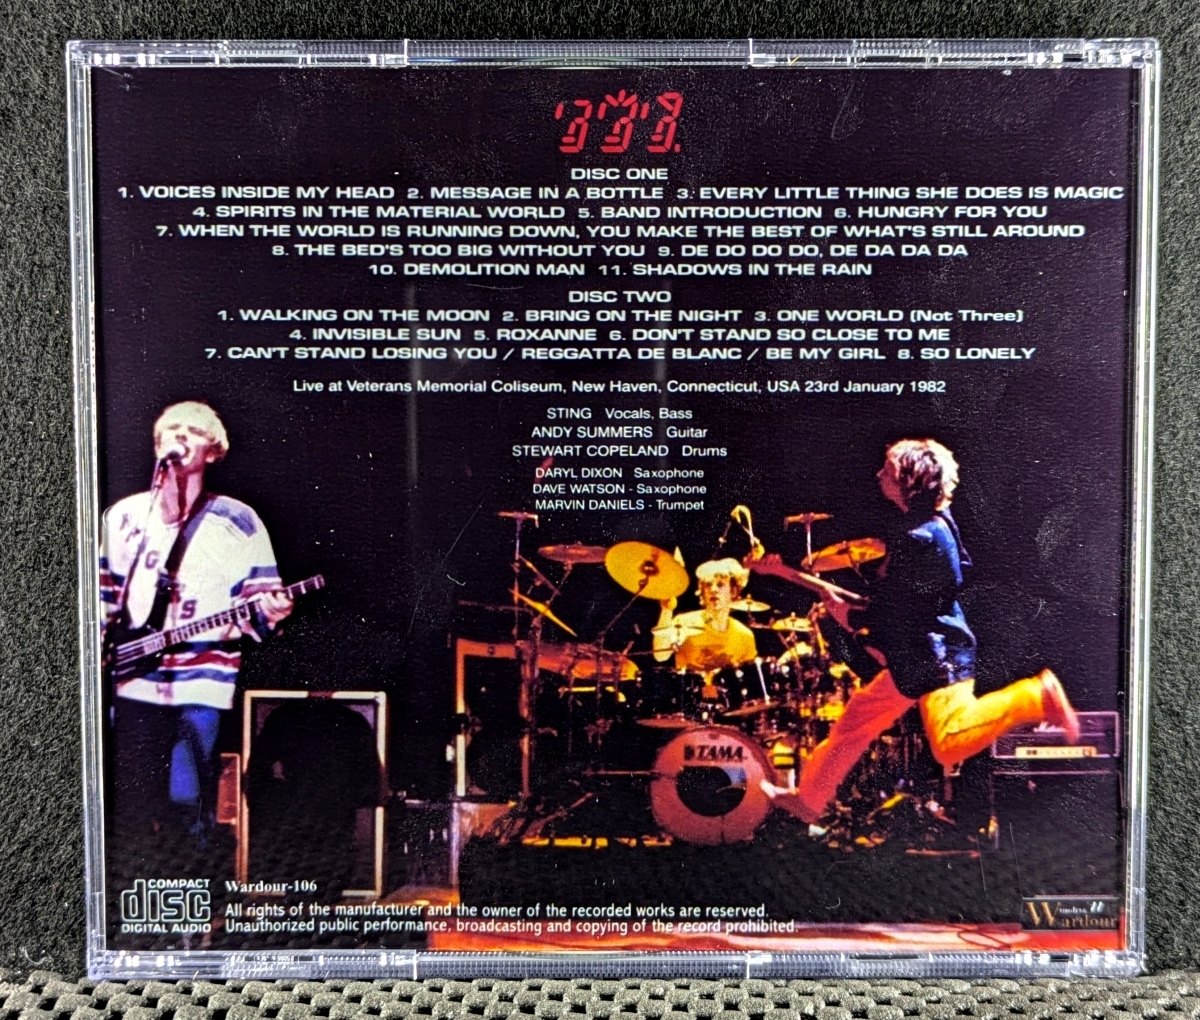 DISC ONE
1. VOICES INSIDE MY HEAD 2. MESSAGE IN A BOTTLE 3. EVERY LITTLE THING SHE DOES IS MAGIC
4. SPIRITS IN THE MATERIAL WORLD 5. BAND INTRODUCTION 6. HUNGRY FOR YOU
7. WHEN THE WORLD IS RUNNING DOWN, YOU MAKE THE BEST OF WHAT'S STILL AROUND
8. THE BED'S TOO BIG WITHOUT YOU 9. DE DO DO DO, DE DA DA DA
10. DEMOLITION MAN 11. SHADOWS IN THE RAIN
DISC TWO
1. WALKING ON THE MOON 2. BRING ON THE NIGHT 3. ONE WORLD (Not Three)
4. INVISIBLE SUN 5. ROXANNE 6. DON'T STAND SO CLOSE TO ME
7. CAN'T STAND LOSING YOU / REGGATTA DE BLANC / BE MY GIRL 8. SO LONELY
Live at Veterans Memorial Coliseum, New Haven, Connecticut, USA 23rd January 1982
STING Vocals, Bass
ANDY SUMMERS Guitar
STEWART COPELAND Drums
DARYL DIXON Saxophone
DAVE WATSON - Saxophone
MARVIN DANIELS - Trumpet
TAMA
Marshall
COMPACT
disc
DIGITAL AUDIO
Wardour-106
All rights of the manufacturer and the owner of the recorded works are reserved.
Unauthorized public performance, broadcasting and copying of the record prohibited.
Wardour